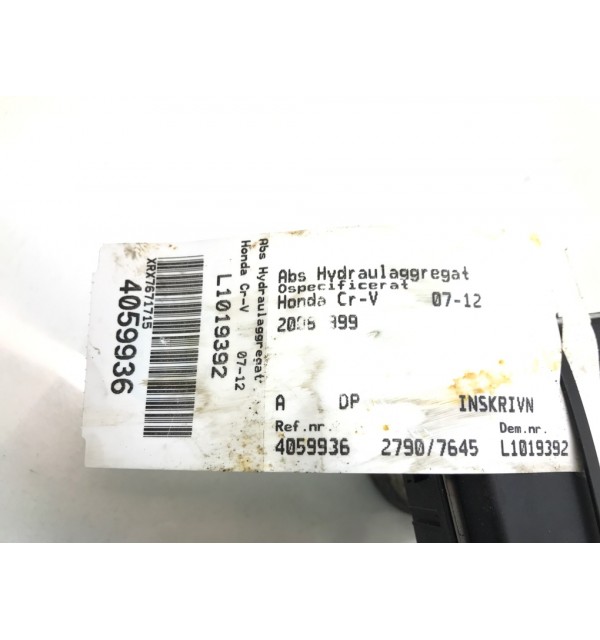 XRX7671715
4059936
L1019392
Honda Cr-V 07-12
Abs Hydraulaggregat
Abs Hydraulaggregat
Ospecificerat
Honda Cr-V 07-12
A DP INSKRIVN
Ref.nr. Dem.nr.
4059936 2790/7645 L1019392